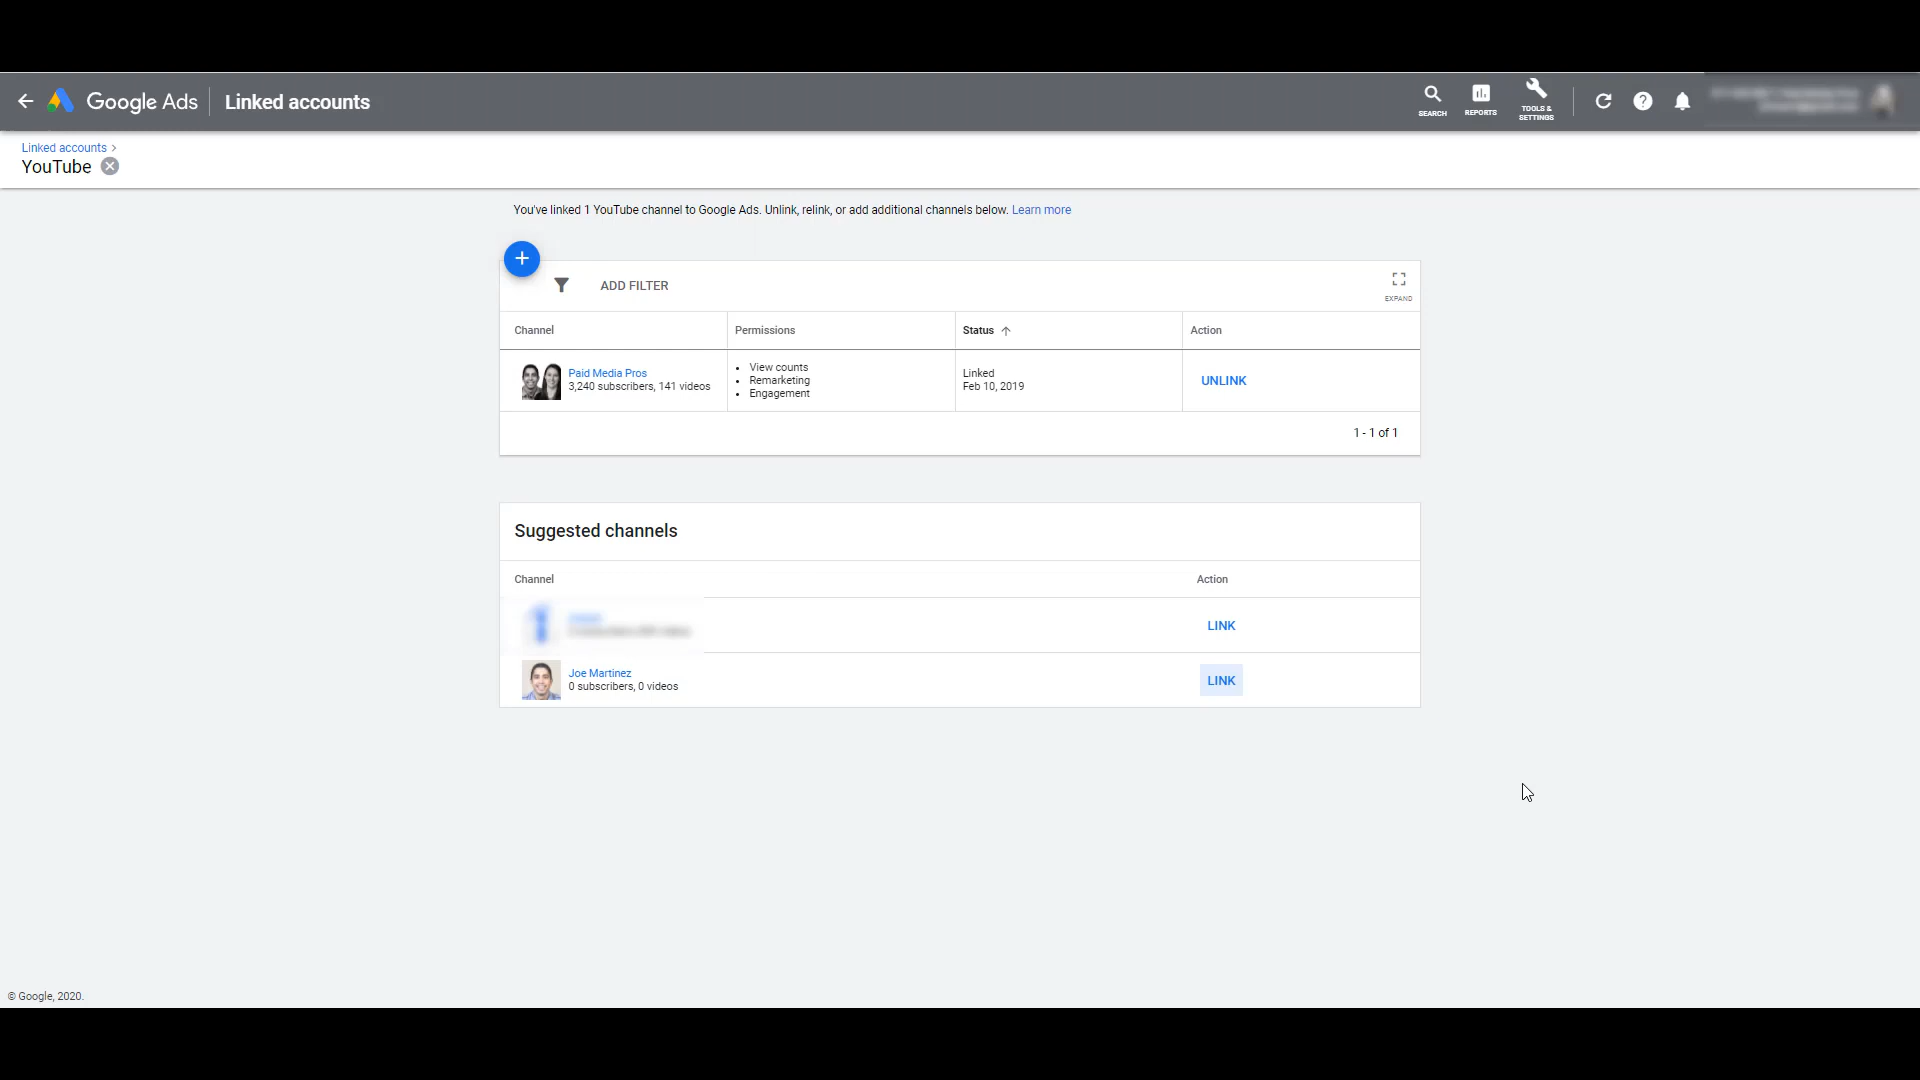 Google Ads Linked accounts
SEARCH
REPORTS
TOOLS &
SETTINGS
Linked accounts >
YouTube
You've linked 1 YouTube channel to Google Ads. Unlink, relink, or add additional channels below. Learn more
ADD FILTER
EXPAND
Channel Permissions Status Action
Paid Media Pros
3,240 subscribers, 141 videos
• View counts
• Remarketing
• Engagement
Linked
Feb 10, 2019
UNLINK
1 - 1 of 1
Suggested channels
Channel Action
LINK
Joe Martinez
0 subscribers, 0 videos
LINK
© Google, 2020.